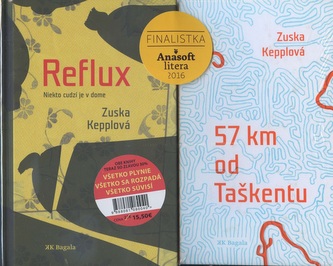 Reflux
Niekto cudzí je v dome
Zuska
Kepplová
VŠETKO PLYNIE
VŠETKO SA ROZPADÁ
VŠETKO SÚVISÍ
15,50€
KK Bagala
FINALISTKA
Anasoft
litera
2016
Zuska
Kepplová
57 km
od
Taškentu
KK Bagala